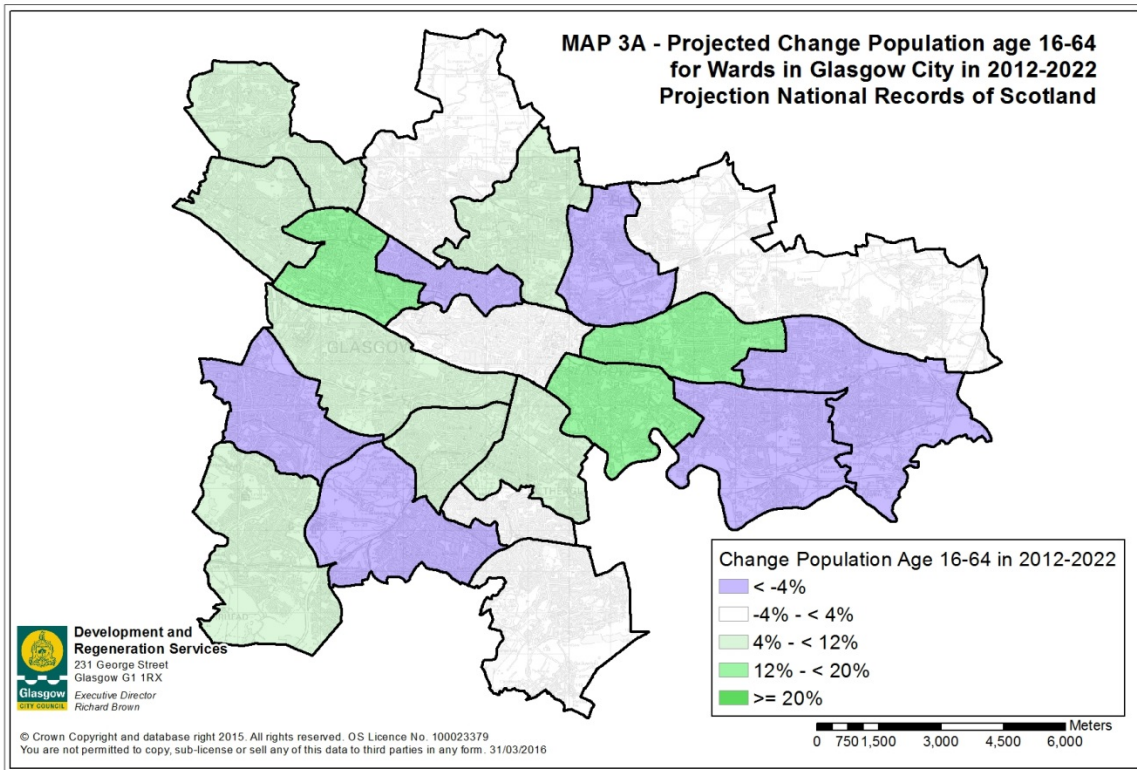 MAP 3A - Projected Change Population age 16-64
for Wards in Glasgow City in 2012-2022
Projection National Records of Scotland
GLASGOW
Change Population Age 16-64 in 2012-2022
< -4%
-4% - < 4%
4% - < 12%
12% - < 20%
>= 20%
Meters
0 750 1,500 3,000 4,500 6,000
Development and
Regeneration Services
231 George Street
Glasgow G1 1RX
Executive Director
Richard Brown
Glasgow
CITY COUNCIL
© Crown Copyright and database right 2015. All rights reserved. OS Licence No. 100023379
You are not permitted to copy, sub-license or sell any of this data to third parties in any form. 31/03/2016